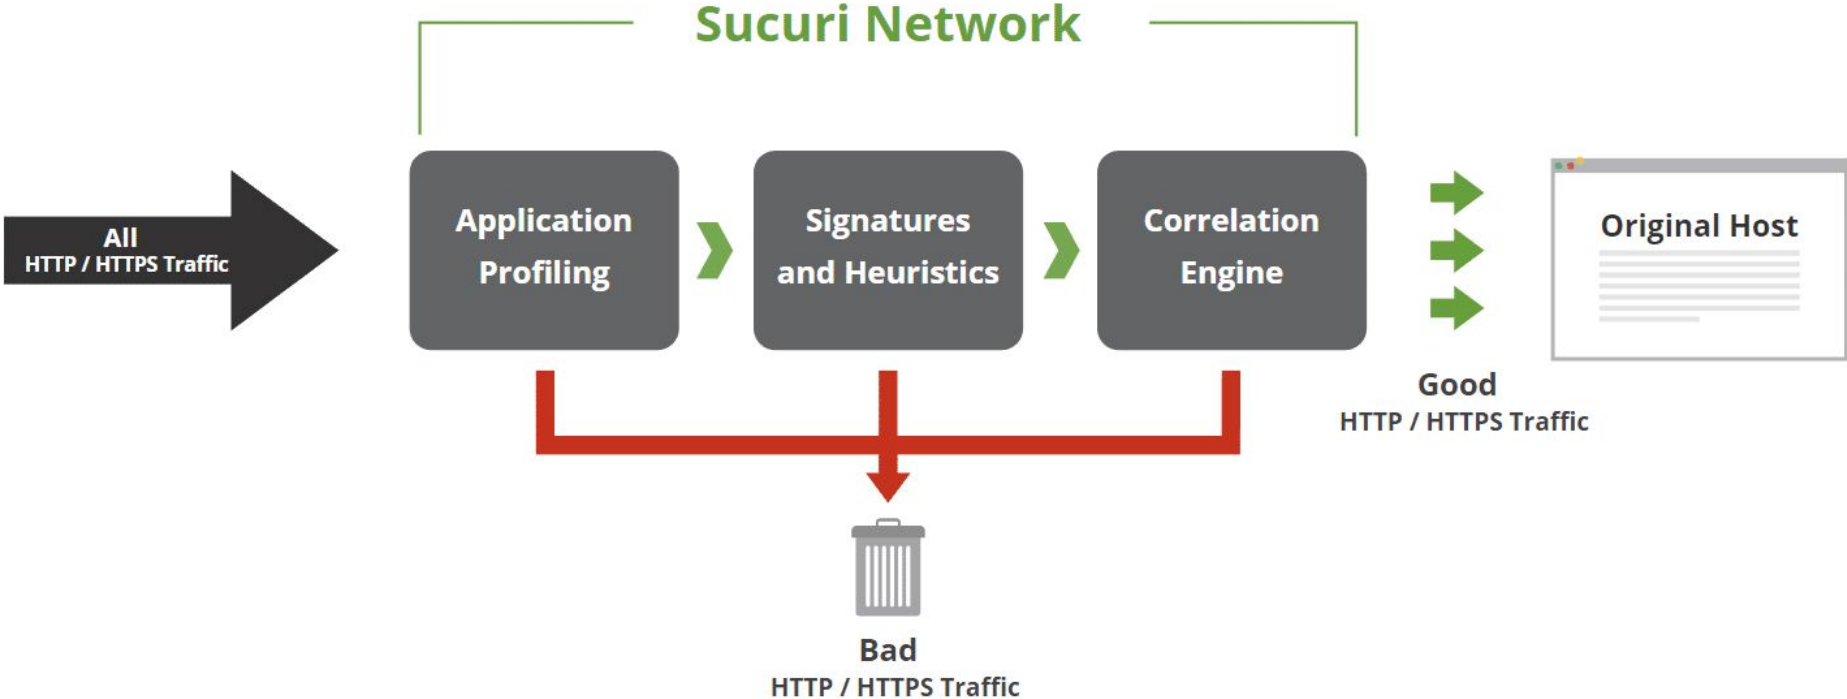 Sucuri Network
All
HTTP / HTTPS Traffic
Application
Profiling
Signatures
and Heuristics
Correlation
Engine
Original Host
Good
HTTP / HTTPS Traffic
Bad
HTTP / HTTPS Traffic